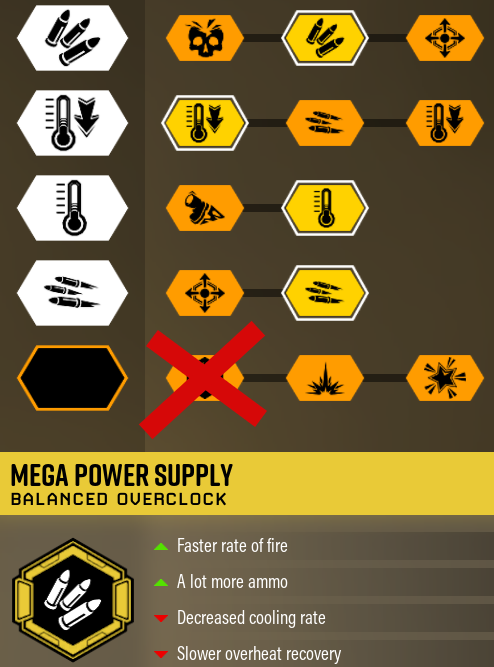 MEGA POWER SUPPLY
BALANCED OVERCLOCK
Faster rate of fire
A lot more ammo
Decreased cooling rate
Slower overheat recovery